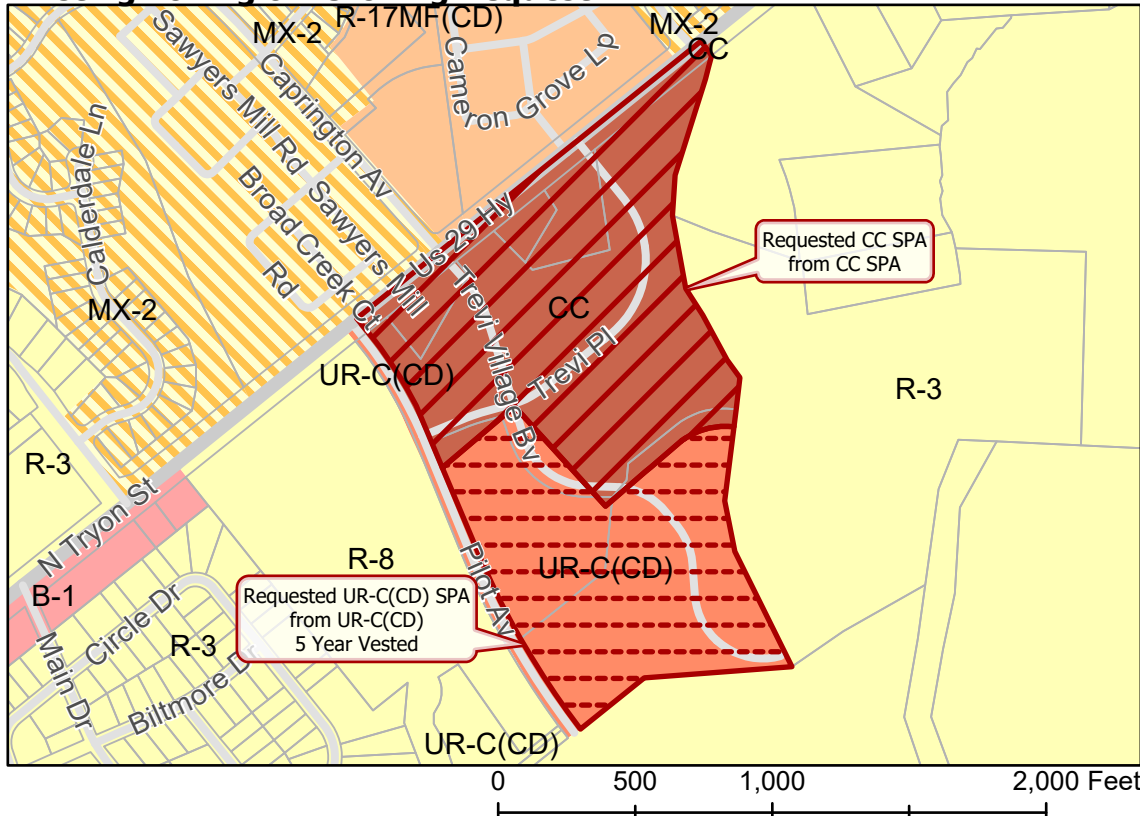 MX-2
R-17MF(CD)
MX-2
CC
Sawyers Mill Rd
Caprington Av
Cameron Grove Lp
Calperdale Ln
Broad Creek Ct
Sawyers Mill
Rd
Us 29 Hy
Requested CC SPA
from CC SPA
MX-2
CC
Trevi Village Bv
Trevi Pl
UR-C(CD)
R-3
R-3
N Tryon St
R-8
Pilot Av
UR-C(CD)
B-1
Requested UR-C(CD) SPA
from UR-C(CD)
5 Year Vested
Circle Dr
R-3
Main Dr
Biltmore Dr
UR-C(CD)
0 500 1,000 2,000 Feet